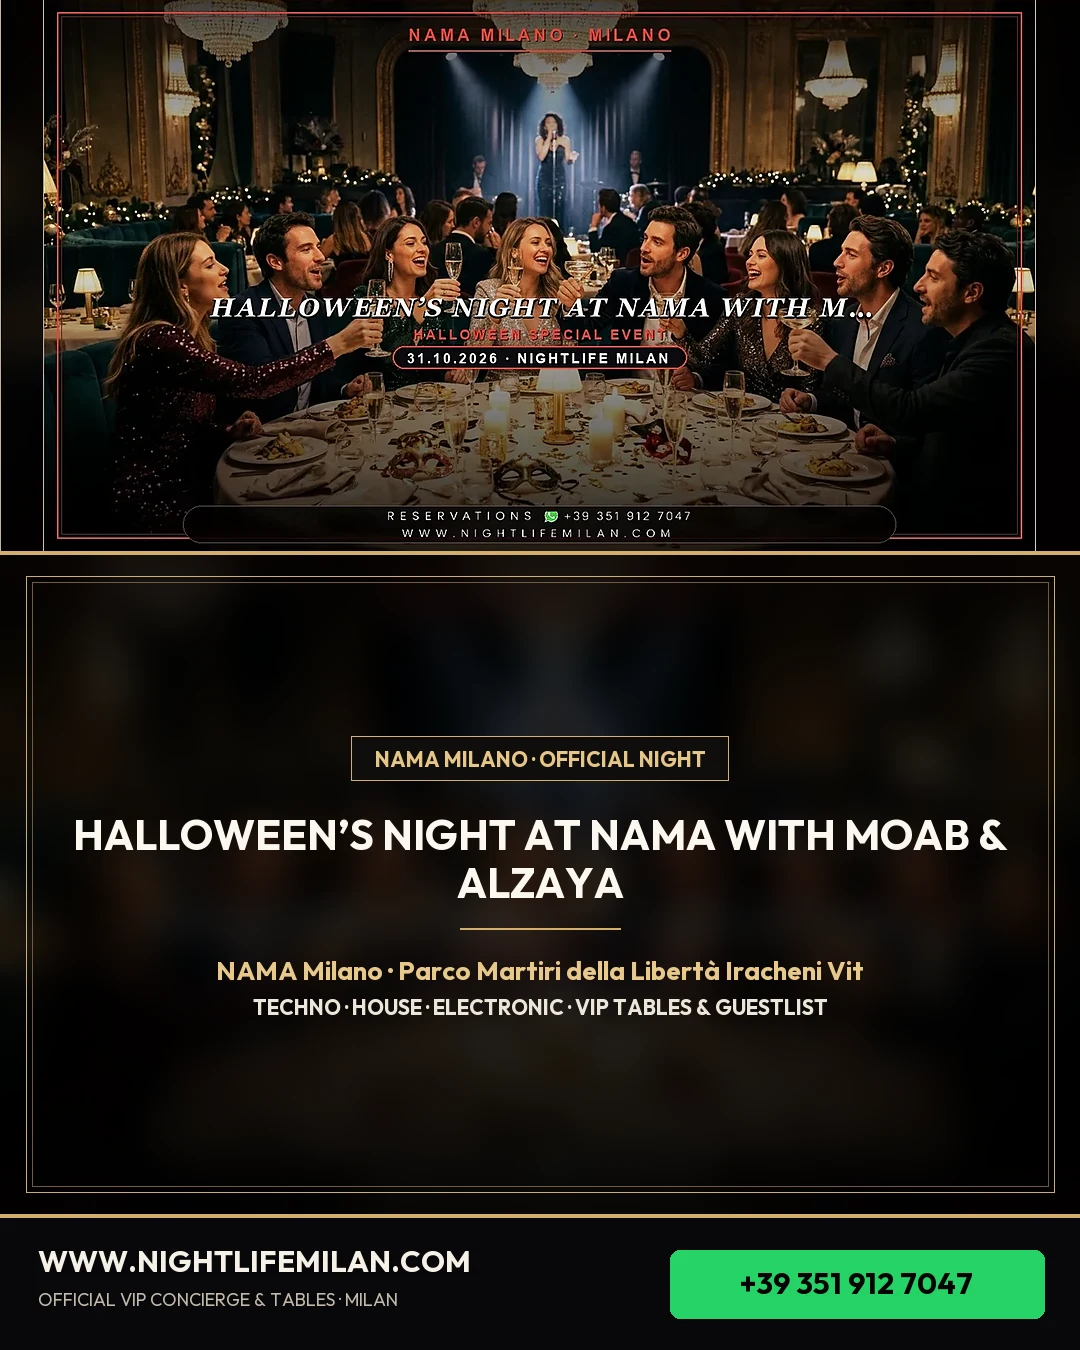 NAMA MILANO · MILANO
HALLOWEEN’S NIGHT AT NAMA WITH M...
HALLOWEEN SPECIAL EVENT
31.10.2026 · NIGHTLIFE MILAN
RESERVATIONS +39 351 912 7047
WWW.NIGHTLIFEMILAN.COM
NAMA MILANO · OFFICIAL NIGHT
HALLOWEEN’S NIGHT AT NAMA WITH MOAB &
ALZAYA
NAMA Milano · Parco Martiri della Libertà Iracheni Vit
TECHNO · HOUSE · ELECTRONIC · VIP TABLES & GUESTLIST
WWW.NIGHTLIFEMILAN.COM
OFFICIAL VIP CONCIERGE & TABLES · MILAN
+39 351 912 7047